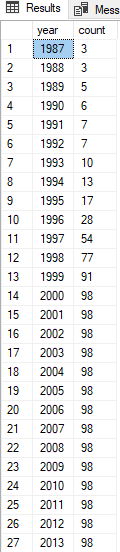 Results Mess
year count
1 1987 3
2 1988 3
3 1989 5
4 1990 6
5 1991 7
6 1992 7
7 1993 10
8 1994 13
9 1995 17
10 1996 28
11 1997 54
12 1998 77
13 1999 91
14 2000 98
15 2001 98
16 2002 98
17 2003 98
18 2004 98
19 2005 98
20 2006 98
21 2007 98
22 2008 98
23 2009 98
24 2010 98
25 2011 98
26 2012 98
27 2013 98